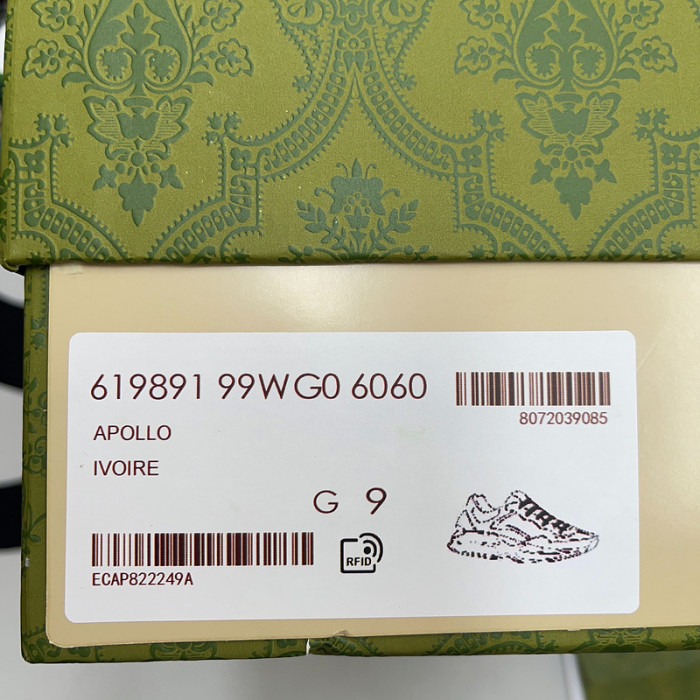 619891 99WG0 6060
8072039085
APOLLO
IVOIRE
G 9
ECAP822249A
RFID